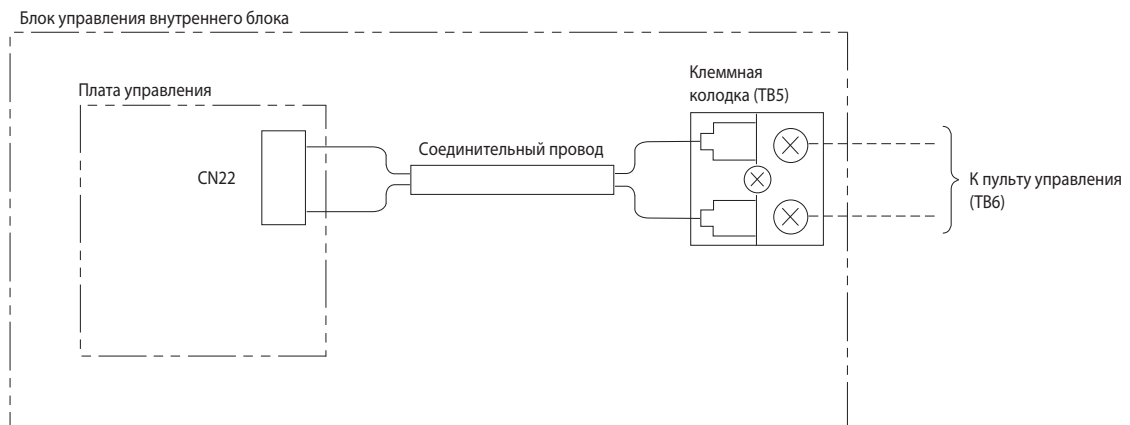 Блок управления внутреннего блока
Плата управления
CN22
Соединительный провод
Клеммная
колодка (TB5)
К пульту управления
(TB6)